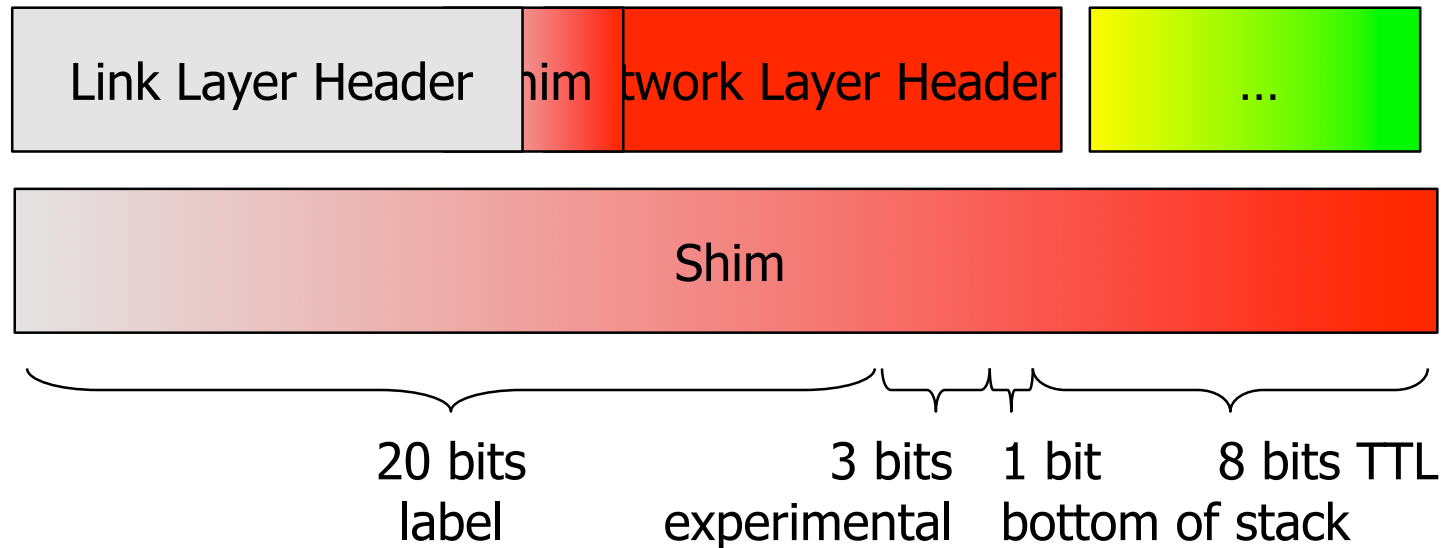 Link Layer Header him twork Layer Header ...
Shim
20 bits 3 bits 1 bit 8 bits TTL
label experimental bottom of stack